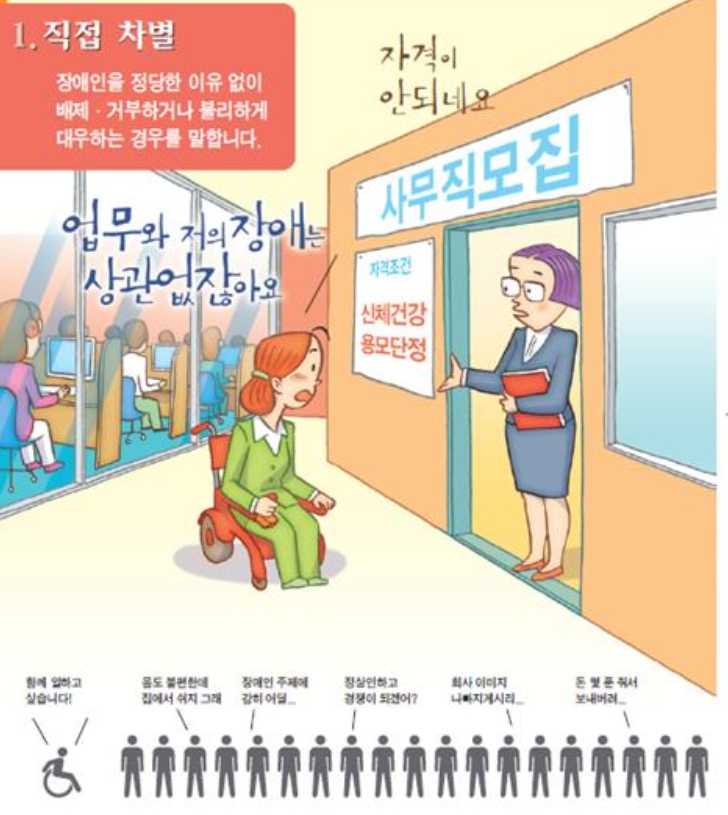 1. 직접 차별
장애인을 정당한 이유 없이
배제 · 거부하거나 불리하게
대우하는 경우를 말합니다.
자격이
안되네요
사무직모집
업무와 저의 장애는
상관없잖아요
자격조건
신체건강
용모단정
함께 일하고
싶습니다!
몸도 불편한데
집에서 쉬지 그래
장애인 주제에
감히 어딜...
정상인하고
경쟁이 되겠어?
회사 이미지
나빠지게시리...
돈 몇 푼 줘서
보내버려...